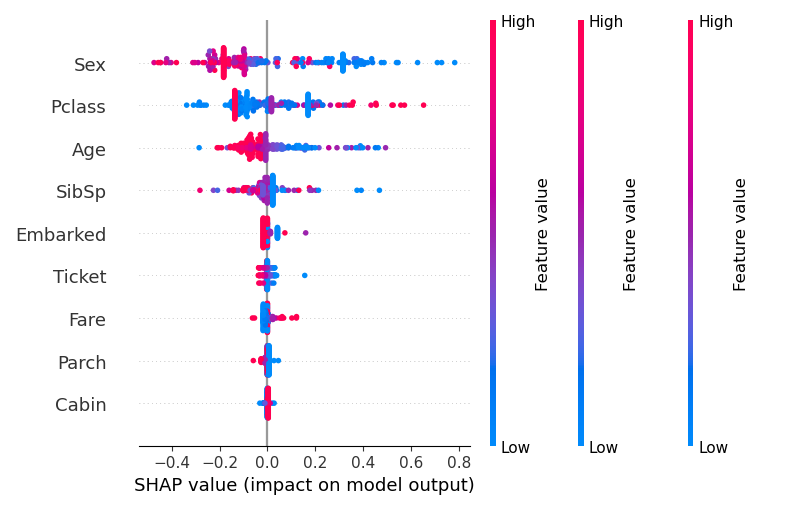 High
High
High
Sex
Pclass
Age
SibSp
Embarked
Ticket
Fare
Parch
Cabin
Feature value
Feature value
Feature value
Low
Low
Low
−0.4 −0.2 0.0 0.2 0.4 0.6 0.8
SHAP value (impact on model output)